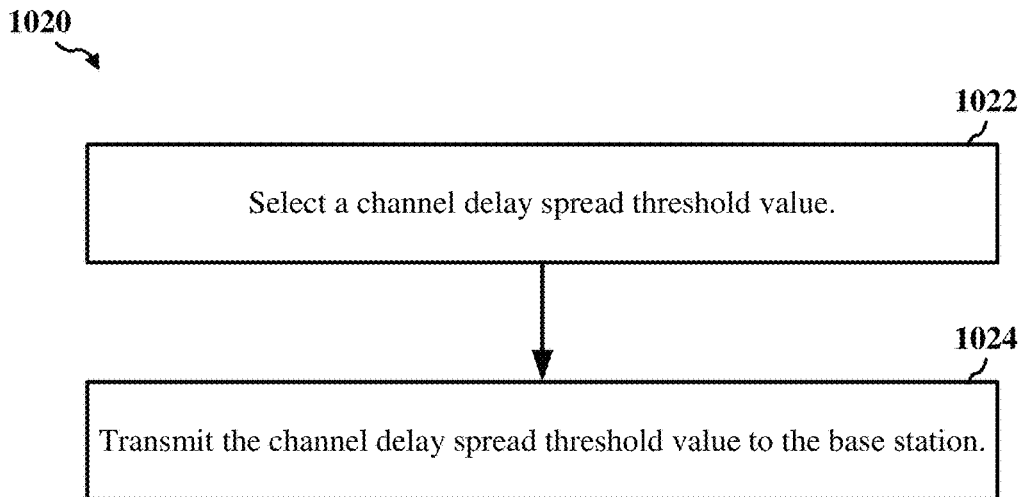 1020
1022
Select a channel delay spread threshold value.
1024
Transmit the channel delay spread threshold value to the base station.